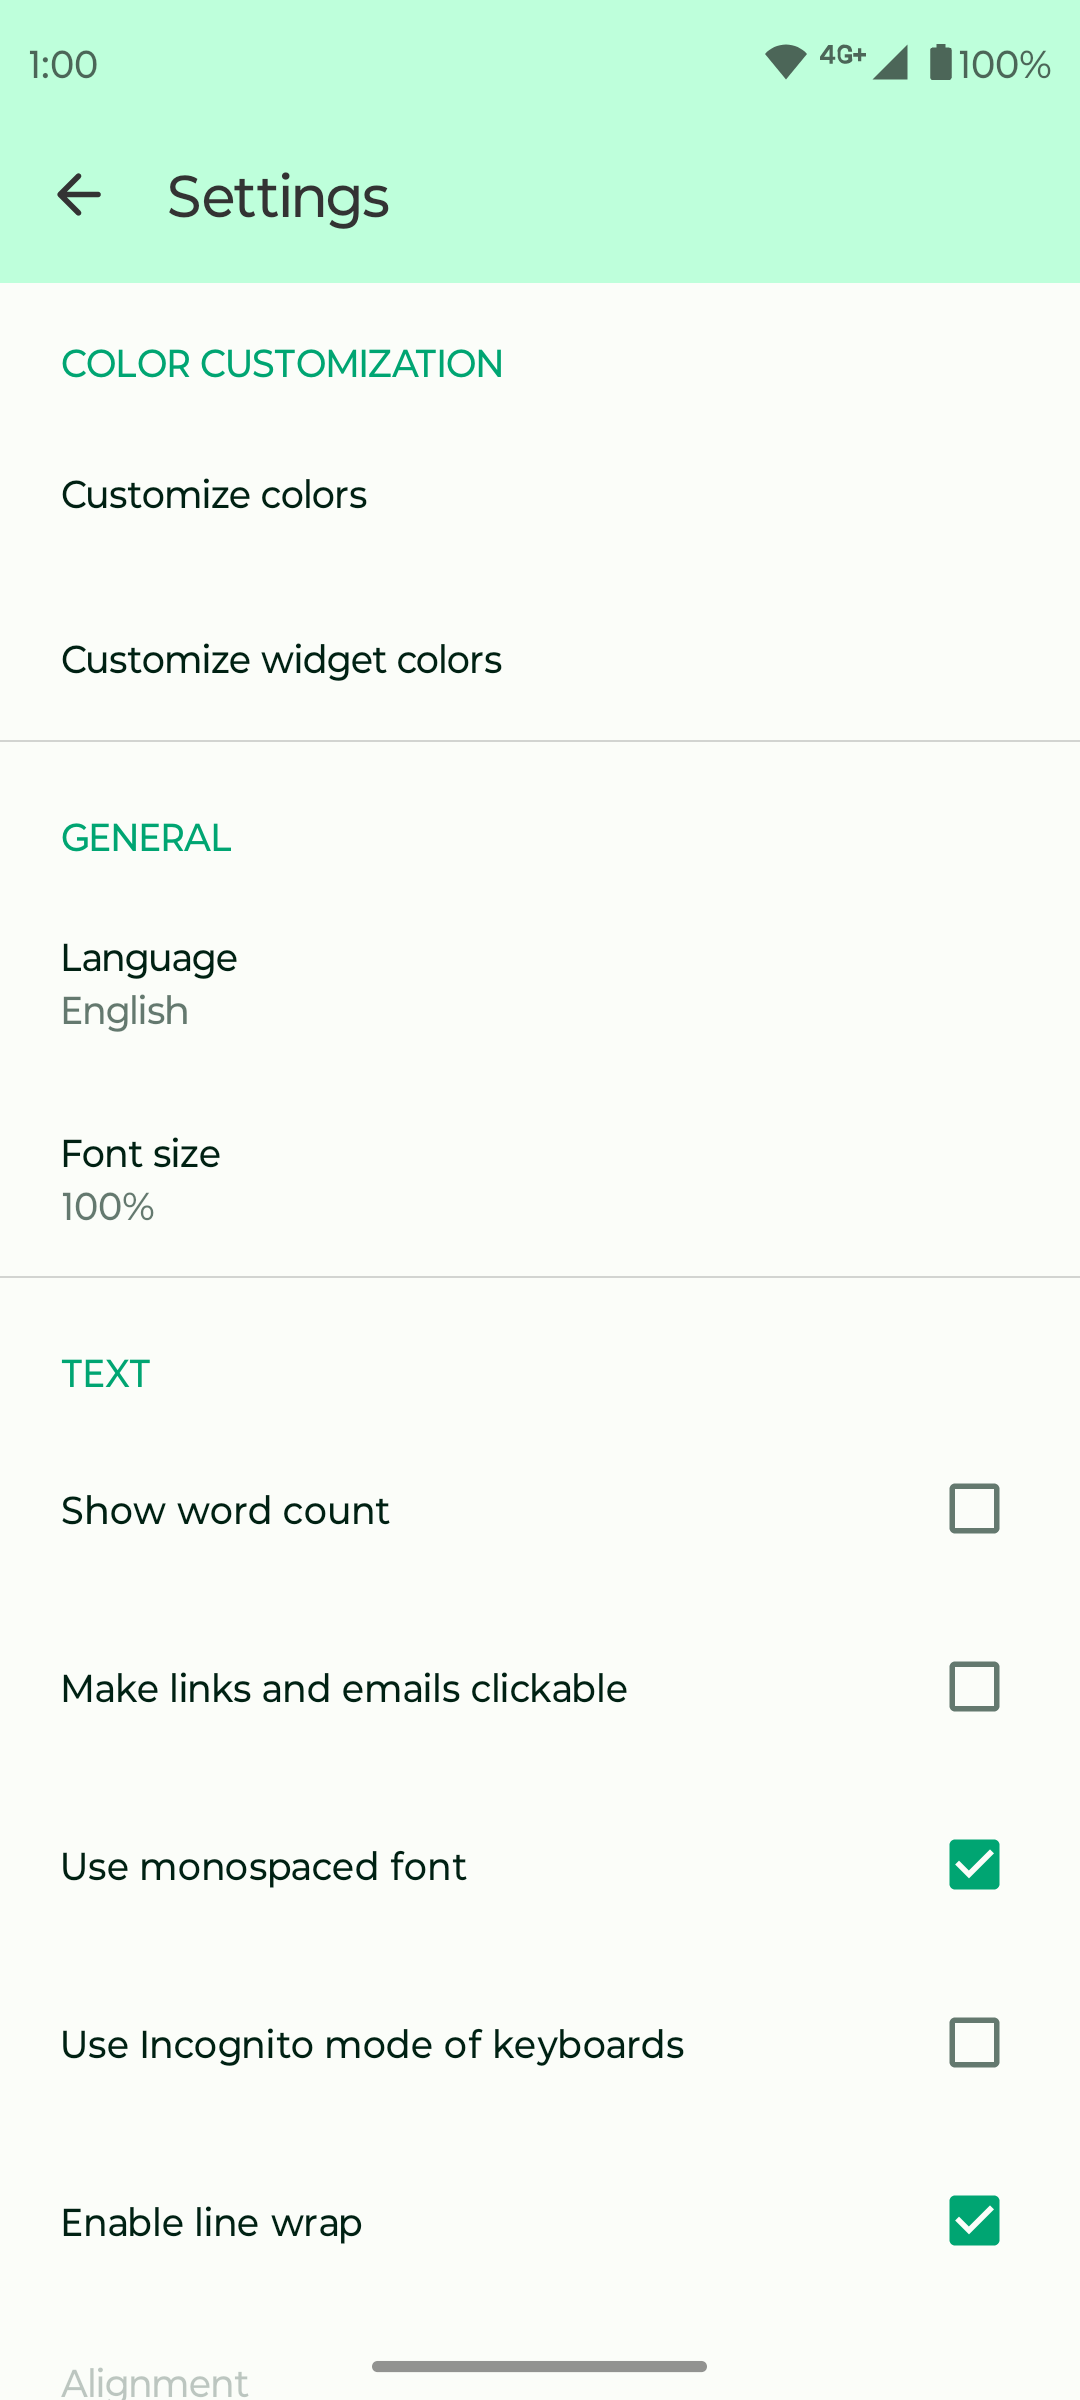 1:00 4G+ 100%
Settings
COLOR CUSTOMIZATION
Customize colors
Customize widget colors
GENERAL
Language
English
Font size
100%
TEXT
Show word count
Make links and emails clickable
Use monospaced font
Use Incognito mode of keyboards
Enable line wrap
Alignment